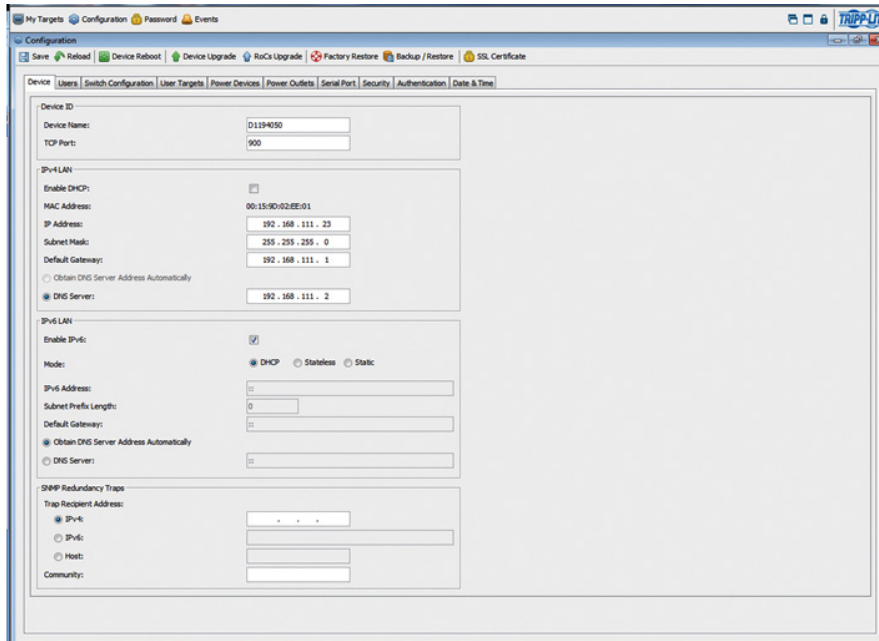 My Targets Configuration Password Events
TRIPP-LIT
Configuration
Save Reload Device Reboot Device Upgrade RoCs Upgrade Factory Restore Backup / Restore SSL Certificate
Device Users Switch Configuration User Targets Power Devices Power Outlets Serial Port Security Authentication Date & Time
Device ID
Device Name: D1194050
TCP Port: 900
IPv4 LAN
Enable DHCP:
MAC Address: 00:15:9D:02:EE:01
IP Address: 192 . 168 . 111 . 23
Subnet Mask: 255 . 255 . 255 . 0
Default Gateway: 192 . 168 . 111 . 1
Obtain DNS Server Address Automatically
DNS Server: 192 . 168 . 111 . 2
IPv6 LAN
Enable IPv6:
Mode: DHCP Stateless Static
IPv6 Address: ::
Subnet Prefix Length: 0
Default Gateway: ::
Obtain DNS Server Address Automatically
DNS Server: ::
SNMP Redundancy Traps
Trap Recipient Address:
IPv4: . . .
IPv6:
Host:
Community: